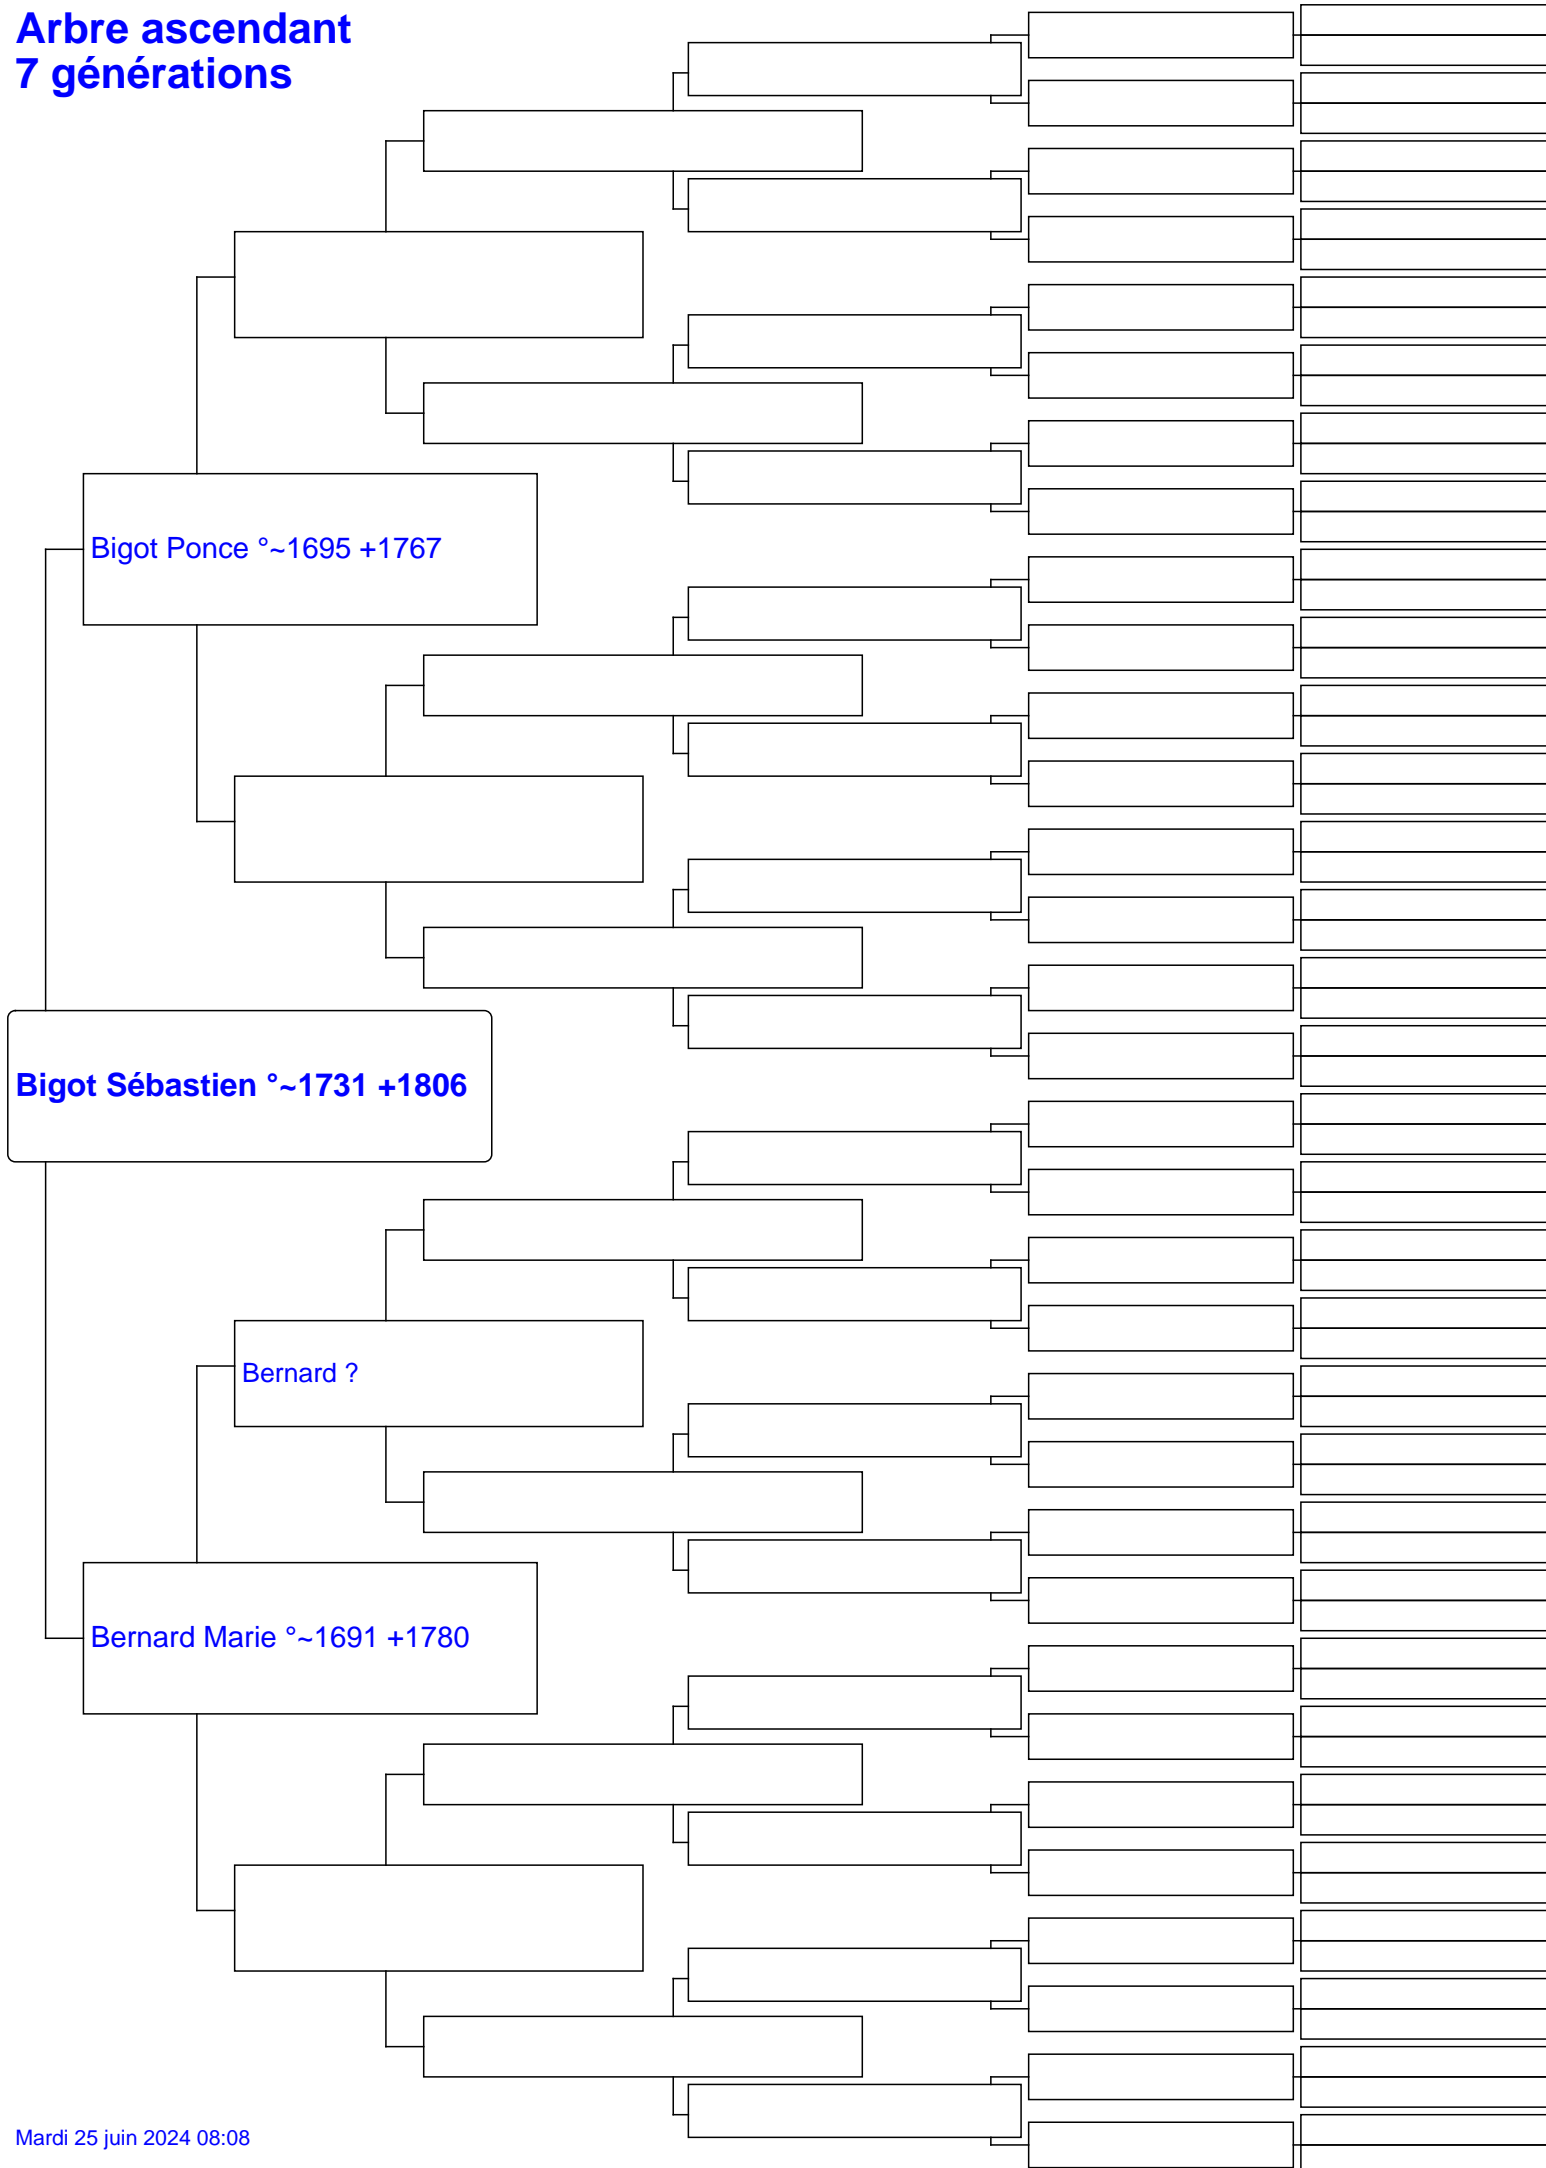 Arbre ascendant
7 générations
Bigot Ponce °~1695 +1767
Bigot Sébastien °~1731 +1806
Bernard ?
Bernard Marie °~1691 +1780
Mardi 25 juin 2024 08:08